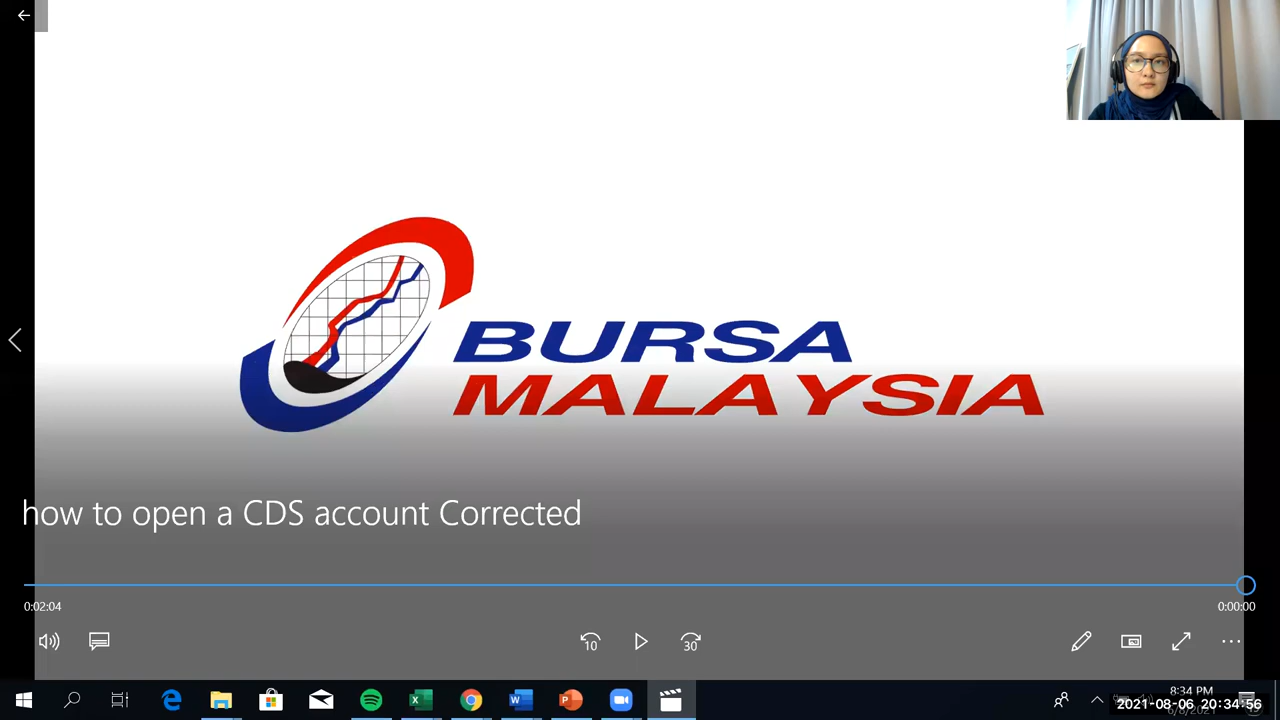 BURSA
MALAYSIA
how to open a CDS account Corrected
0:02:04
0:00:00
10
30
8:34 PM
2021-08-06 20:34:56